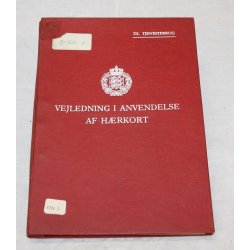 TIL TJENESTEBRUG
VEJLEDNING I ANVENDELSE
AF HÆRKORT